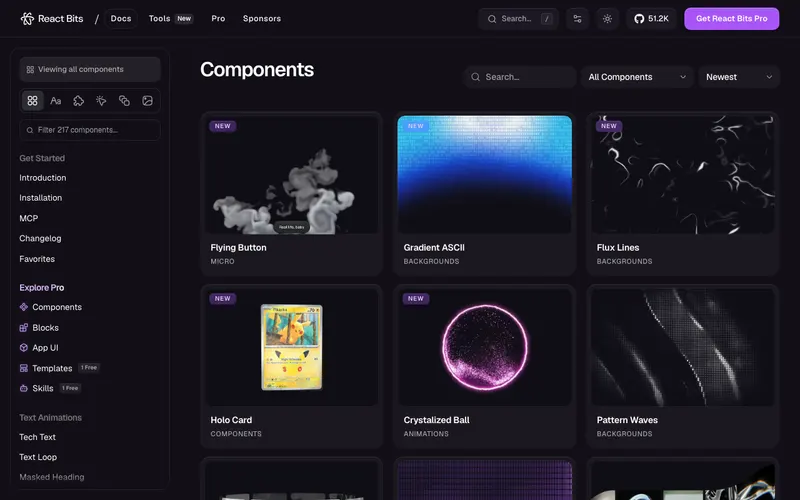 React Bits / Docs Tools New Pro Sponsors Search... / 51.2K Get React Bits Pro
Viewing all components
Aa
Filter 217 components...
Get Started
Introduction
Installation
MCP
Changelog
Favorites
Explore Pro
Components
Blocks
App UI
Templates 1 Free
Skills 1 Free
Text Animations
Tech Text
Text Loop
Masked Heading
Components
Search... All Components Newest
NEW
Flying Button
MICRO
NEW
Gradient ASCII
BACKGROUNDS
NEW
Flux Lines
BACKGROUNDS
NEW
Pikachu
Holo Card
COMPONENTS
NEW
Crystalized Ball
ANIMATIONS
Pattern Waves
BACKGROUNDS